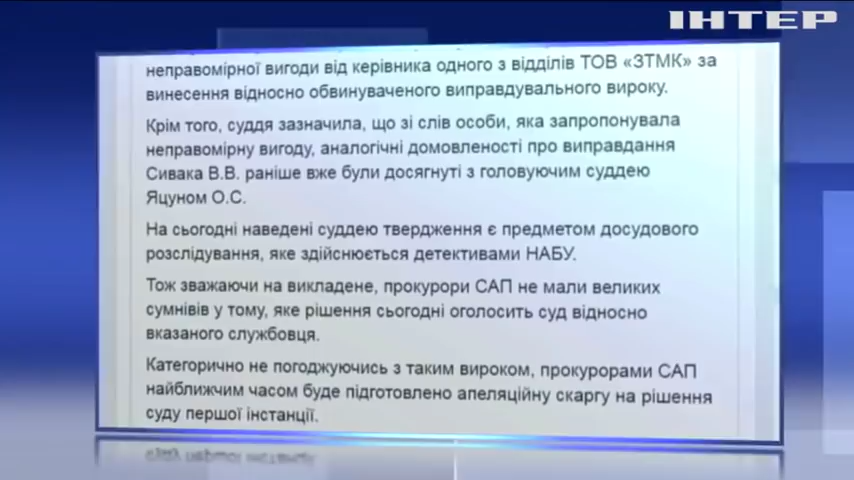 ІНТЕР
неправомірної вигоди від керівника одного з відділів ТОВ «ЗТМК» за
винесення відносно обвинуваченого виправдувального вироку.
Крім того, суддя зазначила, що зі слів особи, яка запропонувала
неправомірну вигоду, аналогічні домовленості про виправдання
Сивака В.В. раніше вже були досягнуті з головуючим суддею
Яцуном О.С.
На сьогодні наведені суддею твердження є предметом досудового
розслідування, яке здійснюється детективами НАБУ.
Тож зважаючи на викладене, прокурори САП не мали великих
сумнівів у тому, яке рішення сьогодні оголосить суд відносно
вказаного службовця.
Категорично не погоджуючись з таким вироком, прокурорами САП
найближчим часом буде підготовлено апеляційну скаргу на рішення
суду першої інстанції.